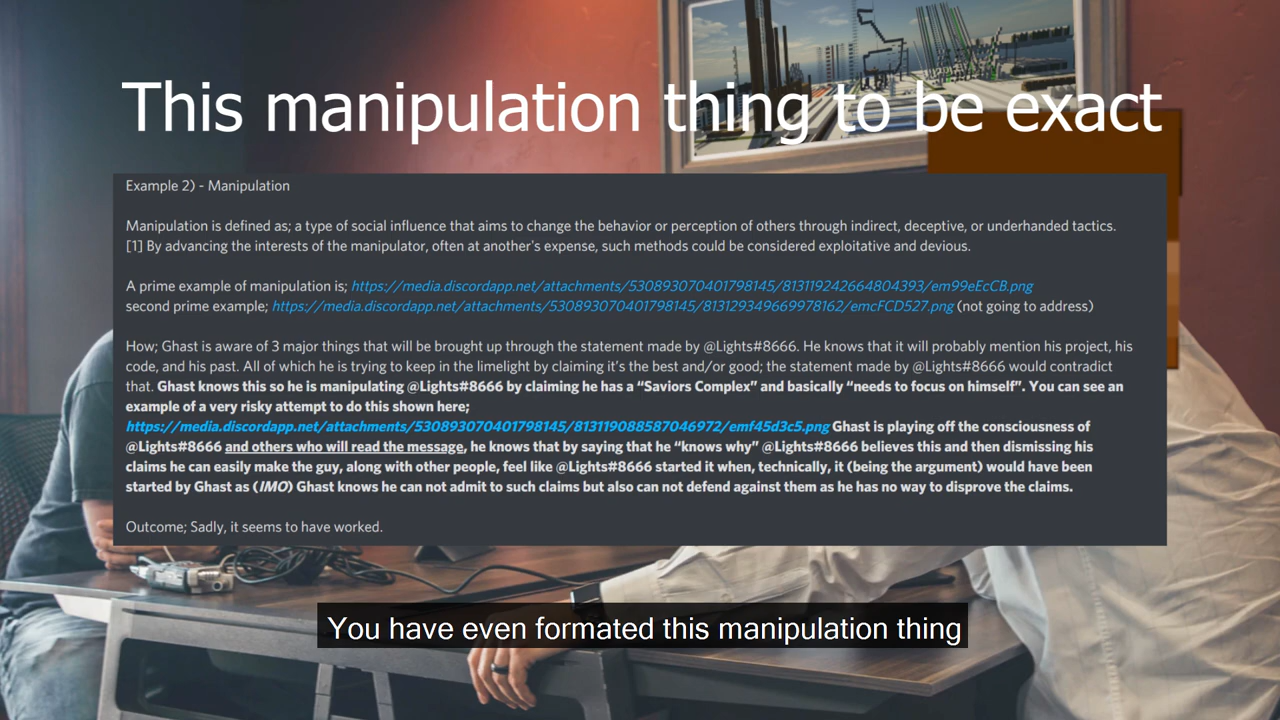 This manipulation thing to be exact
Example 2) - Manipulation
Manipulation is defined as; a type of social influence that aims to change the behavior or perception of others through indirect, deceptive, or underhanded tactics.
[1] By advancing the interests of the manipulator, often at another's expense, such methods could be considered exploitative and devious.
A prime example of manipulation is; https://media.discordapp.net/attachments/530893070401798145/813119242664804393/em99eEcCB.png
second prime example; https://media.discordapp.net/attachments/530893070401798145/813129349669978162/emcFCD527.png (not going to address)
How; Ghast is aware of 3 major things that will be brought up through the statement made by @Lights#8666. He knows that it will probably mention his project, his
code, and his past. All of which he is trying to keep in the limelight by claiming it's the best and/or good; the statement made by @Lights#8666 would contradict
that. Ghast knows this so he is manipulating @Lights#8666 by claiming he has a “Saviors Complex” and basically “needs to focus on himself”. You can see an
example of a very risky attempt to do this shown here;
https://media.discordapp.net/attachments/530893070401798145/813119088587046972/emf45d3c5.png Ghast is playing off the consciousness of
@Lights#8666 and others who will read the message, he knows that by saying that he “knows why” @Lights#8666 believes this and then dismissing his
claims he can easily make the guy, along with other people, feel like @Lights#8666 started it when, technically, it (being the argument) would have been
started by Ghast as (IMO) Ghast knows he can not admit to such claims but also can not defend against them as he has no way to disprove the claims.
Outcome; Sadly, it seems to have worked.
You have even formated this manipulation thing